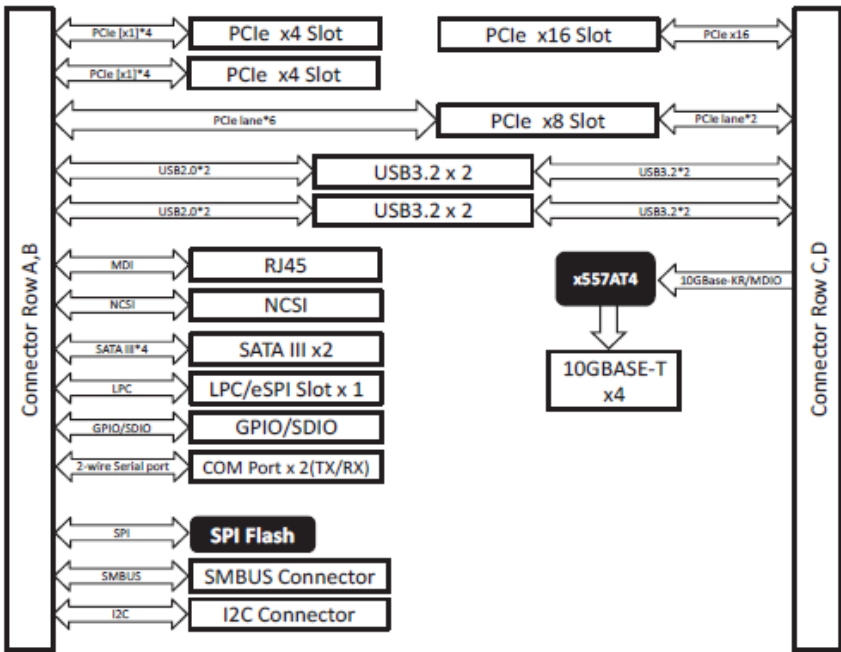 PCIe [x1]*4
PCIe x4 Slot
PCIe x16 Slot
PCIe x16
PCIe [x1]*4
PCIe x4 Slot
PCIe lane*6
PCIe x8 Slot
PCIe lane*2
USB2.0*2
USB3.2 x 2
USB3.2*2
USB2.0*2
USB3.2 x 2
USB3.2*2
Connector Row A,B
Connector Row C,D
MDI
RJ45
x557AT4
10GBase-KR/MDIO
NCSI
NCSI
SATA III*4
SATA III x2
10GBASE-T
x4
LPC
LPC/eSPI Slot x 1
GPIO/SDIO
GPIO/SDIO
2-wire Serial port
COM Port x 2(TX/RX)
SPI
SPI Flash
SMBUS
SMBUS Connector
I2C
I2C Connector